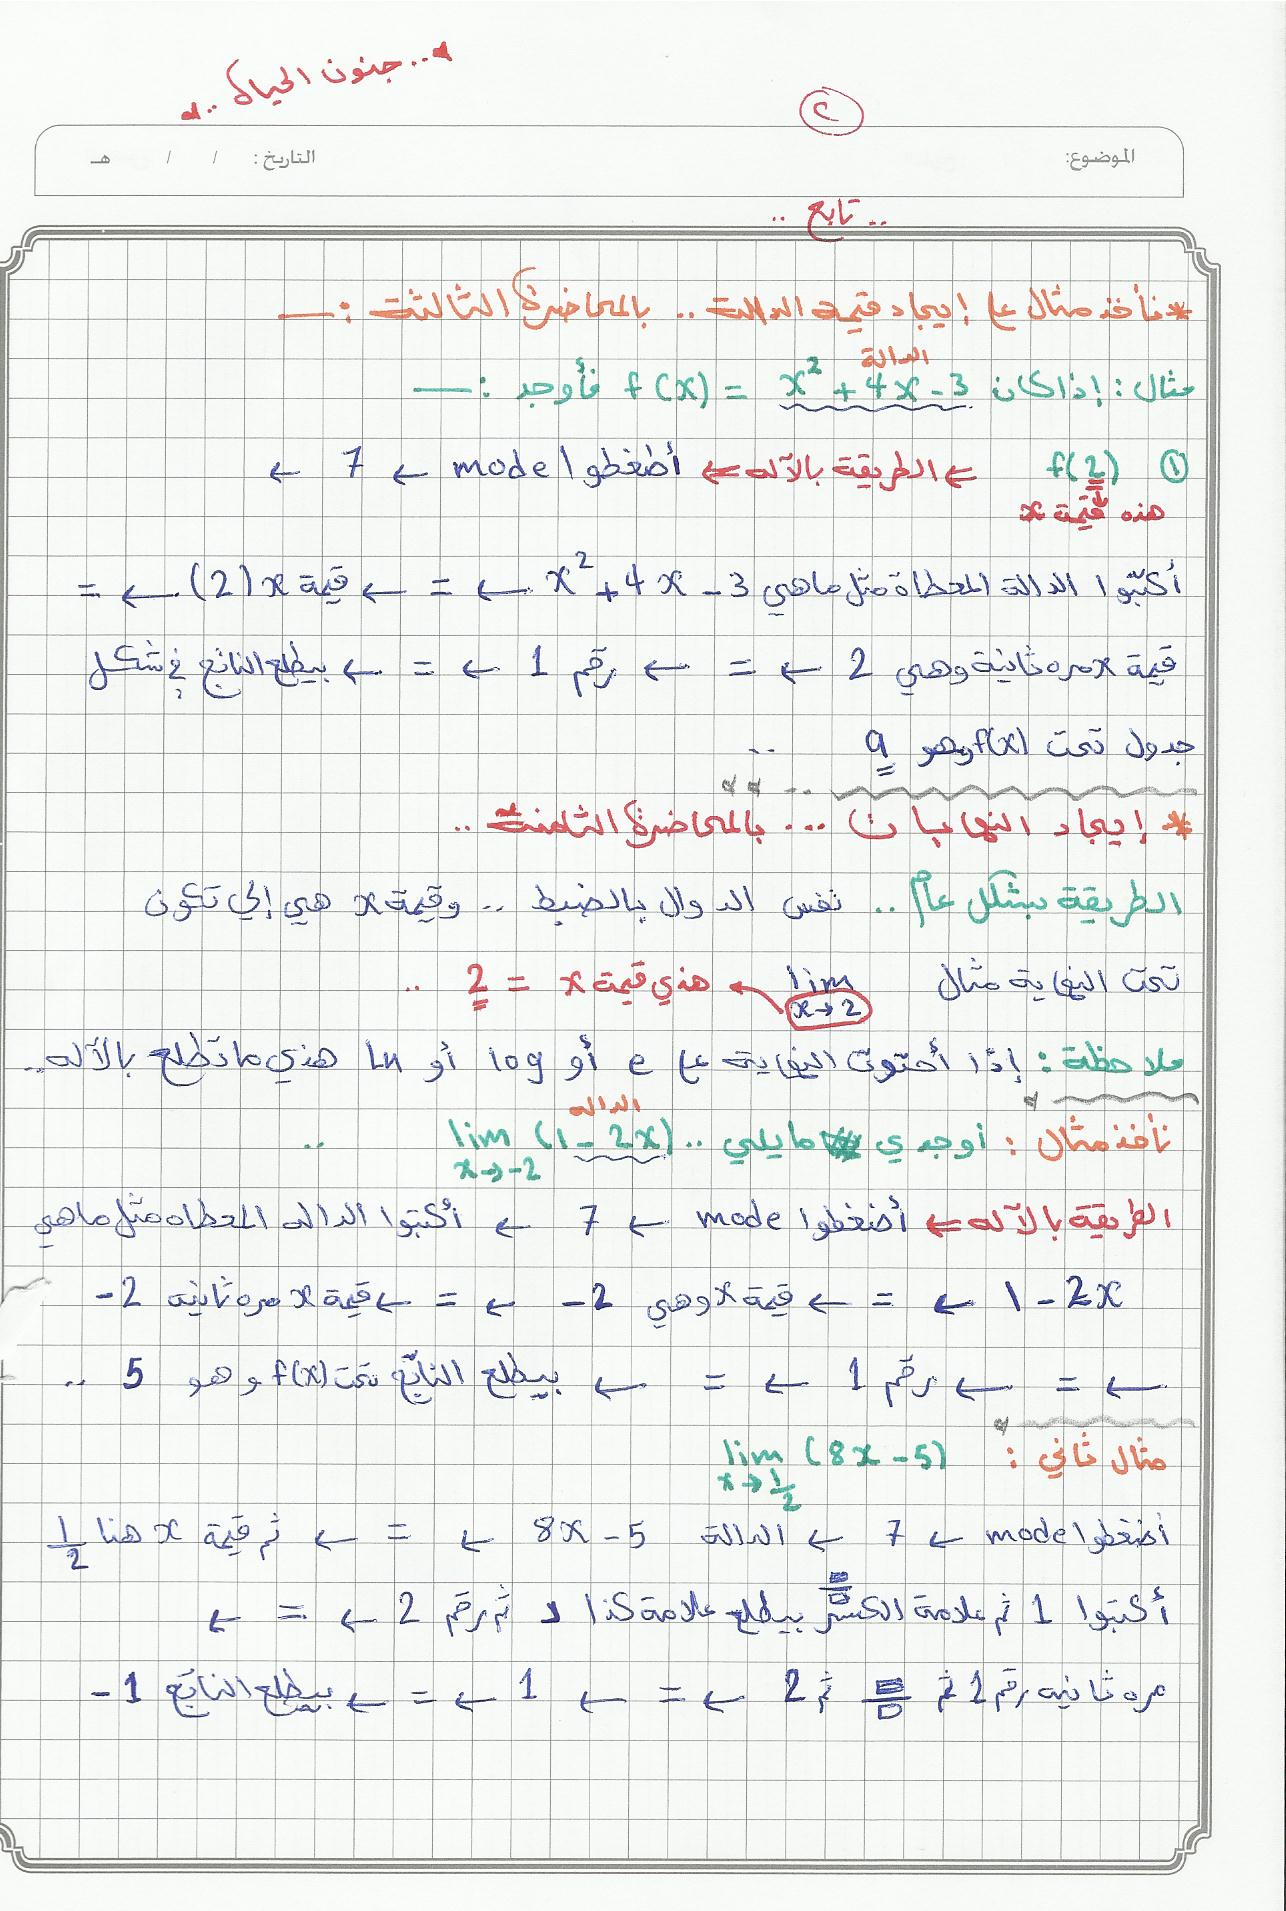 ..جنون الحياة..
٢
الموضوع: التاريخ: / / هـ
.. تابع ..
* نأخذ مثال ع إيجاد قيمة الدالة .. بالمحاضرة الثالثة :ــ
الدالة
مثال : إذا كان f(x) = x² + 4x - 3 فأوجد :ــ
① f(2) ← الطريقة بالآله ⇐ أضغطوا mode ← 7 ←
هذه قيمة x
أكتبوا الدالة المعطاة مثل ماهي x² + 4x - 3 ← = ← قيمة x (2) ← =
قيمة x مره ثانية وهي 2 ← = ← رقم 1 ← = ← بيطلع الناتج في شكل
جدول تحت f(x) وهو 9 ..
* إيجاد النهايات ... بالمحاضرة الثامنة ..
الطريقة بشكل عام .. نفس الدوال بالضبط .. وقيمة x هي إلي تكون
تحت النهاية مثال lim x→2 ← هذي قيمة x = 2 ..
ملاحظة : إذا أحتوى النهاية ع e أو log أو Ln هذي ماتطلع بالآله ..
الداله
نأخذ مثال : أوجدي مايلي .. lim x→-2 (1 - 2x) ..
الطريقة بالآله ⇐ أضغطوا mode ← 7 ← أكتبوا الداله المعطاه مثل ماهي
1 - 2x ← = ← قيمة x وهي -2 ← = ← قيمة x مره ثانيه -2
← = ← رقم 1 ← = ← بيطلع الناتج تحت f(x) وهو 5 ..
مثال ثاني : lim x→1/2 (8x - 5)
أضغطوا mode ← 7 ← الدالة 8x - 5 ← = ← ثم قيمة x هنا 1/2
أكتبوا 1 ثم علامة الكسر بيطلع علامة كذا ┘ ثم رقم 2 ← = ←
مره ثانيه رقم 1 ثم ثم 2 ← = ← 1 ← = ← بيطلع الناتج -1